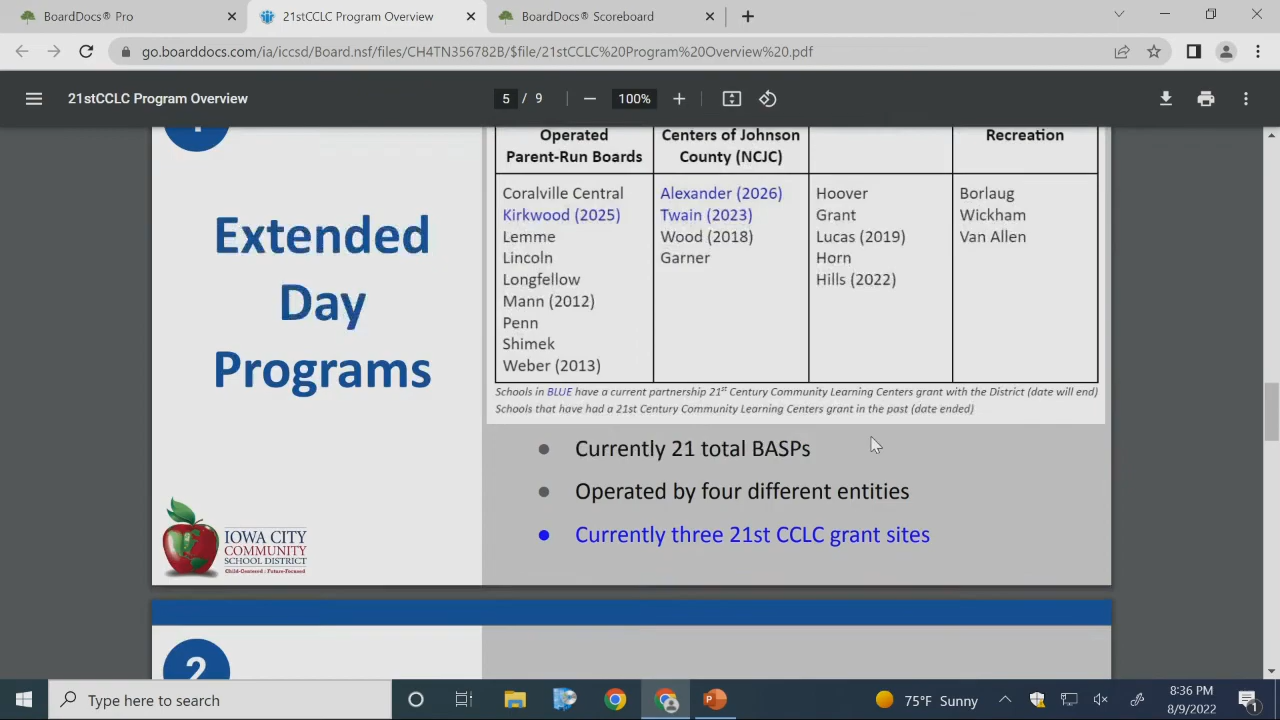 BoardDocs® Pro
21stCCLC Program Overview
BoardDocs® Scoreboard
go.boarddocs.com/ia/iccsd/Board.nsf/files/CH4TN356782B/$file/21stCCLC%20Program%20Overview%20.pdf
21stCCLC Program Overview
5 / 9
100%
Extended
Day
Programs
IOWA CITY
COMMUNITY
SCHOOL DISTRICT
Child-Centered : Future-Focused
Operated
Parent-Run Boards
Coralville Central
Kirkwood (2025)
Lemme
Lincoln
Longfellow
Mann (2012)
Penn
Shimek
Weber (2013)
Centers of Johnson
County (NCJC)
Alexander (2026)
Twain (2023)
Wood (2018)
Garner
Hoover
Grant
Lucas (2019)
Horn
Hills (2022)
Recreation
Borlaug
Wickham
Van Allen
Schools in BLUE have a current partnership 21st Century Community Learning Centers grant with the District (date will end)
Schools that have had a 21st Century Community Learning Centers grant in the past (date ended)
• Currently 21 total BASPs
• Operated by four different entities
• Currently three 21st CCLC grant sites
2
Type here to search
75°F Sunny
8:36 PM
8/9/2022
1